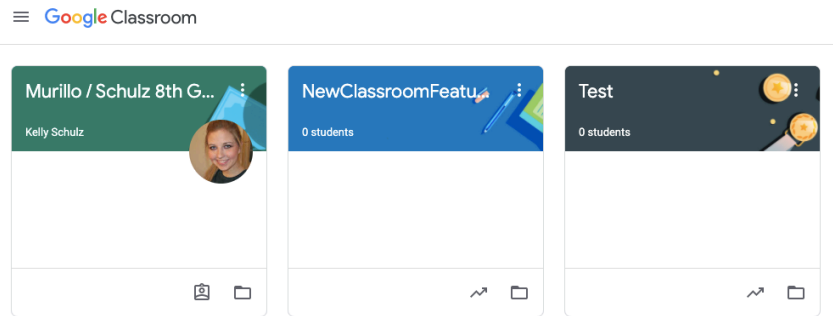 Google Classroom
Murillo / Schulz 8th G...
Kelly Schulz
NewClassroomFeatu...
0 students
Test
0 students